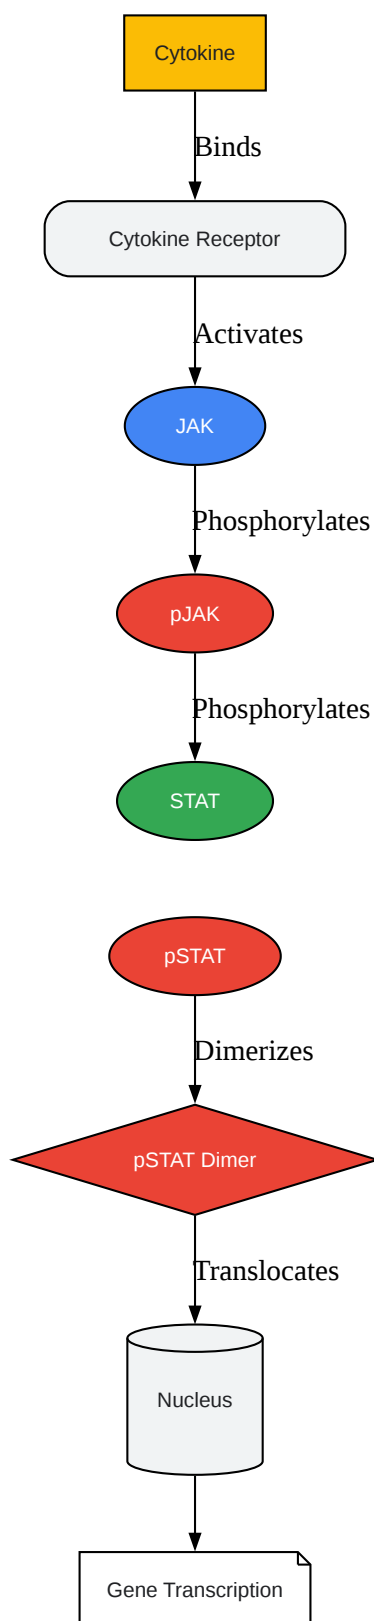 Cytokine
Binds
Cytokine Receptor
Activates
JAK
Phosphorylates
pJAK
Phosphorylates
STAT
pSTAT
Dimerizes
pSTAT Dimer
Translocates
Nucleus
Gene Transcription